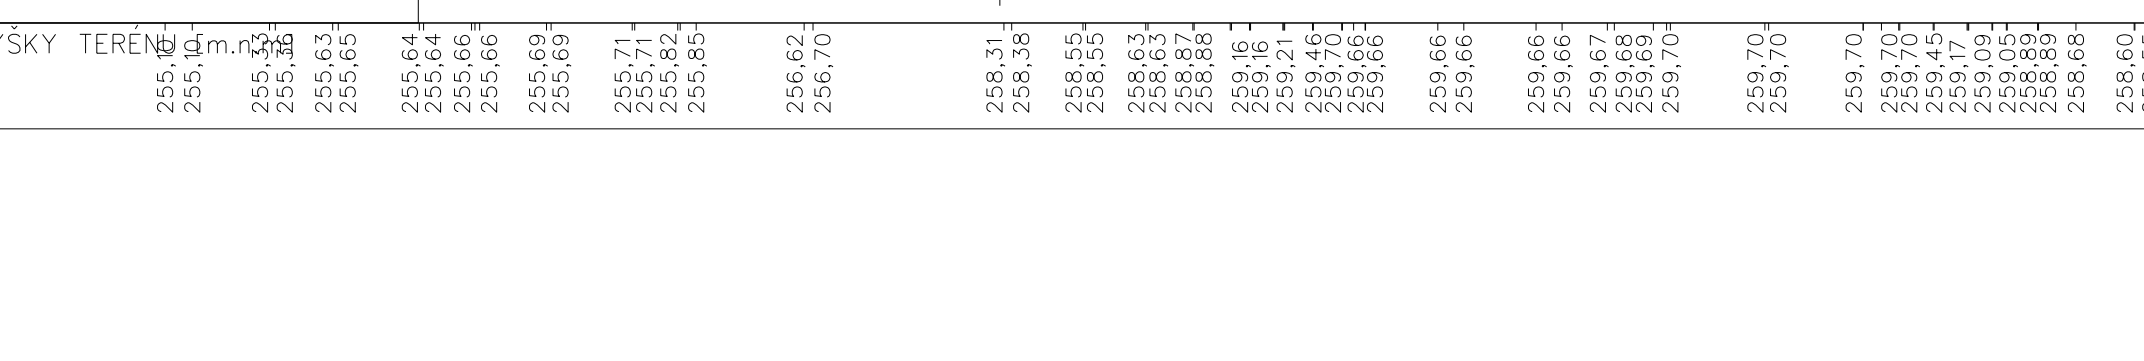 ŠKY TERÉNU [m.n.m]
255,10 255,10 255,33 255,39 255,63 255,65 255,64 255,64 255,66 255,66 255,69 255,69 255,71 255,71 255,82 255,85 256,62 256,70 258,31 258,38 258,55 258,55 258,63 258,63 258,87 258,88 259,16 259,16 259,21 259,46 259,70 259,66 259,66 259,66 259,66 259,66 259,66 259,67 259,68 259,69 259,70 259,70 259,70 259,70 259,70 259,70 259,45 259,17 259,09 259,05 258,89 258,89 258,68 258,60